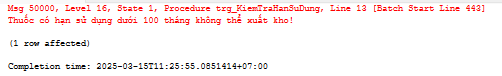 Msg 50000, Level 16, State 1, Procedure trg_KiemTraHanSuDung, Line 13 [Batch Start Line 443]
Thuốc có hạn sử dụng dưới 100 tháng không thể xuất kho!
(1 row affected)
Completion time: 2025-03-15T11:25:55.0851414+07:00